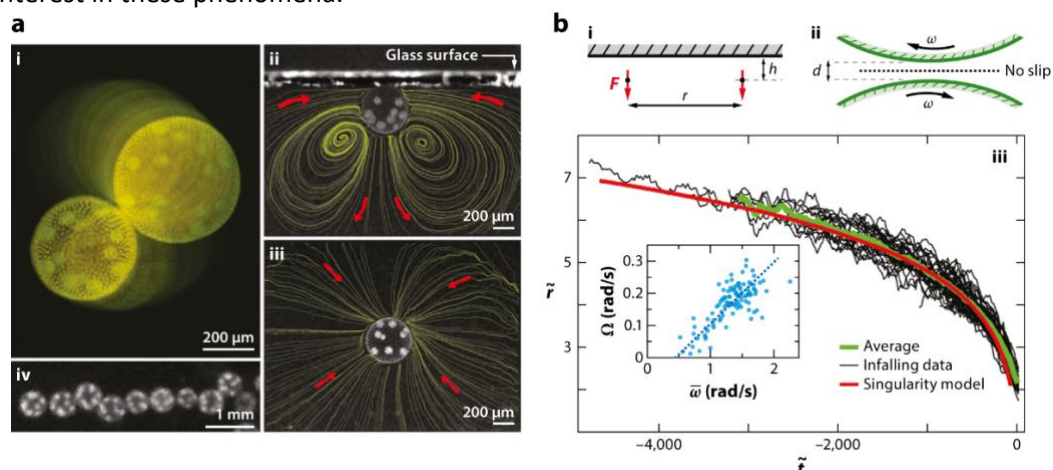 interest in these phenomena.
a
b
i
200 µm
ii
Glass surface
200 µm
iii
200 µm
iv
1 mm
i
F
h
r
ii
ω
d
No slip
ω
iii
7
5
3
r̃
Ω (rad/s)
0.3
0.2
0.1
0
0
1
2
ω̅ (rad/s)
Average
Infalling data
Singularity model
−4,000
−2,000
0
t̃